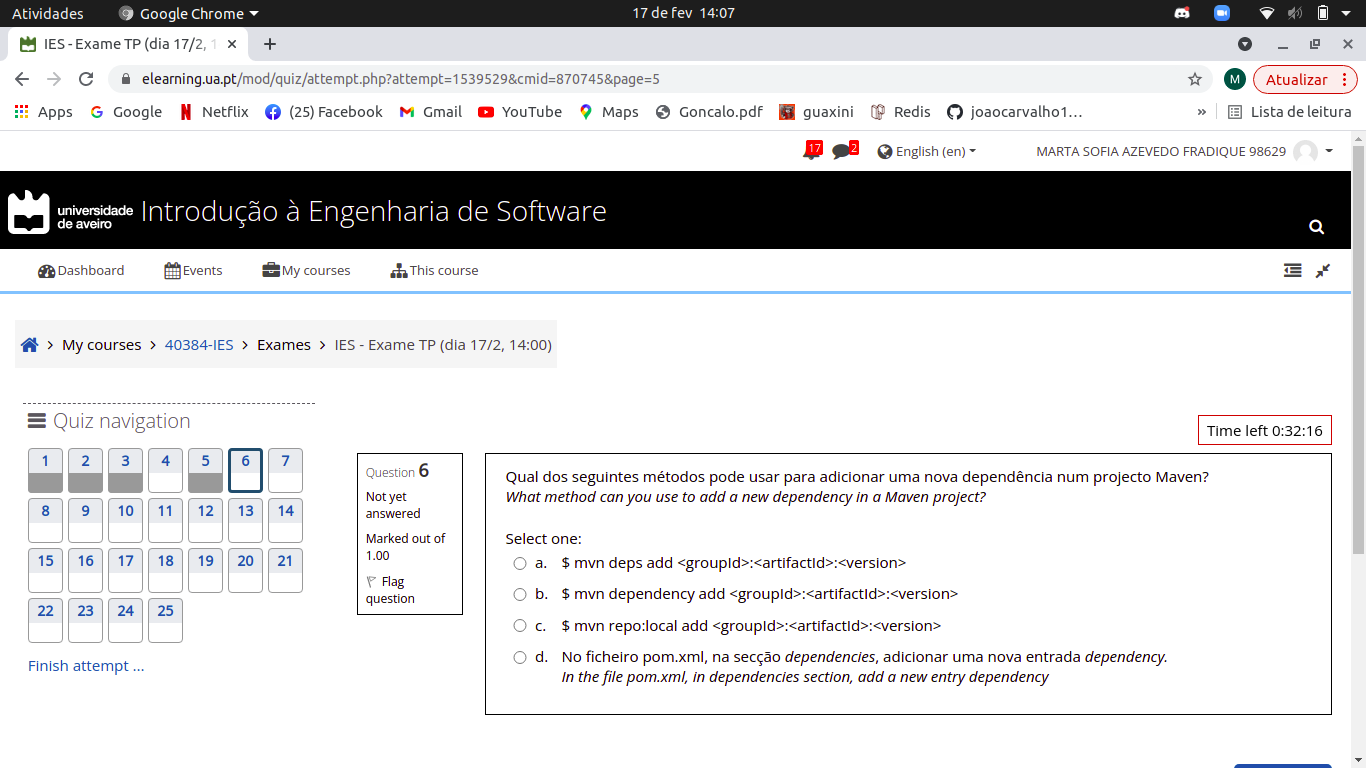 Atividades
Google Chrome
17 de fev 14:07
IES - Exame TP (dia 17/2, 1
elearning.ua.pt/mod/quiz/attempt.php?attempt=1539529&cmid=870745&page=5
M
Atualizar
Apps
Google
Netflix
(25) Facebook
Gmail
YouTube
Maps
Goncalo.pdf
guaxini
Redis
joaocarvalho1...
»
Lista de leitura
17
2
English (en)
MARTA SOFIA AZEVEDO FRADIQUE 98629
universidade
de aveiro
Introdução à Engenharia de Software
Dashboard
Events
My courses
This course
My courses > 40384-IES > Exames > IES - Exame TP (dia 17/2, 14:00)
Quiz navigation
1 2 3 4 5 6 7
8 9 10 11 12 13 14
15 16 17 18 19 20 21
22 23 24 25
Finish attempt ...
Time left 0:32:16
Question 6
Not yet
answered
Marked out of
1.00
Flag
question
Qual dos seguintes métodos pode usar para adicionar uma nova dependência num projecto Maven?
What method can you use to add a new dependency in a Maven project?
Select one:
a. $ mvn deps add <groupId>:<artifactId>:<version>
b. $ mvn dependency add <groupId>:<artifactId>:<version>
c. $ mvn repo:local add <groupId>:<artifactId>:<version>
d. No ficheiro pom.xml, na secção dependencies, adicionar uma nova entrada dependency.
In the file pom.xml, in dependencies section, add a new entry dependency